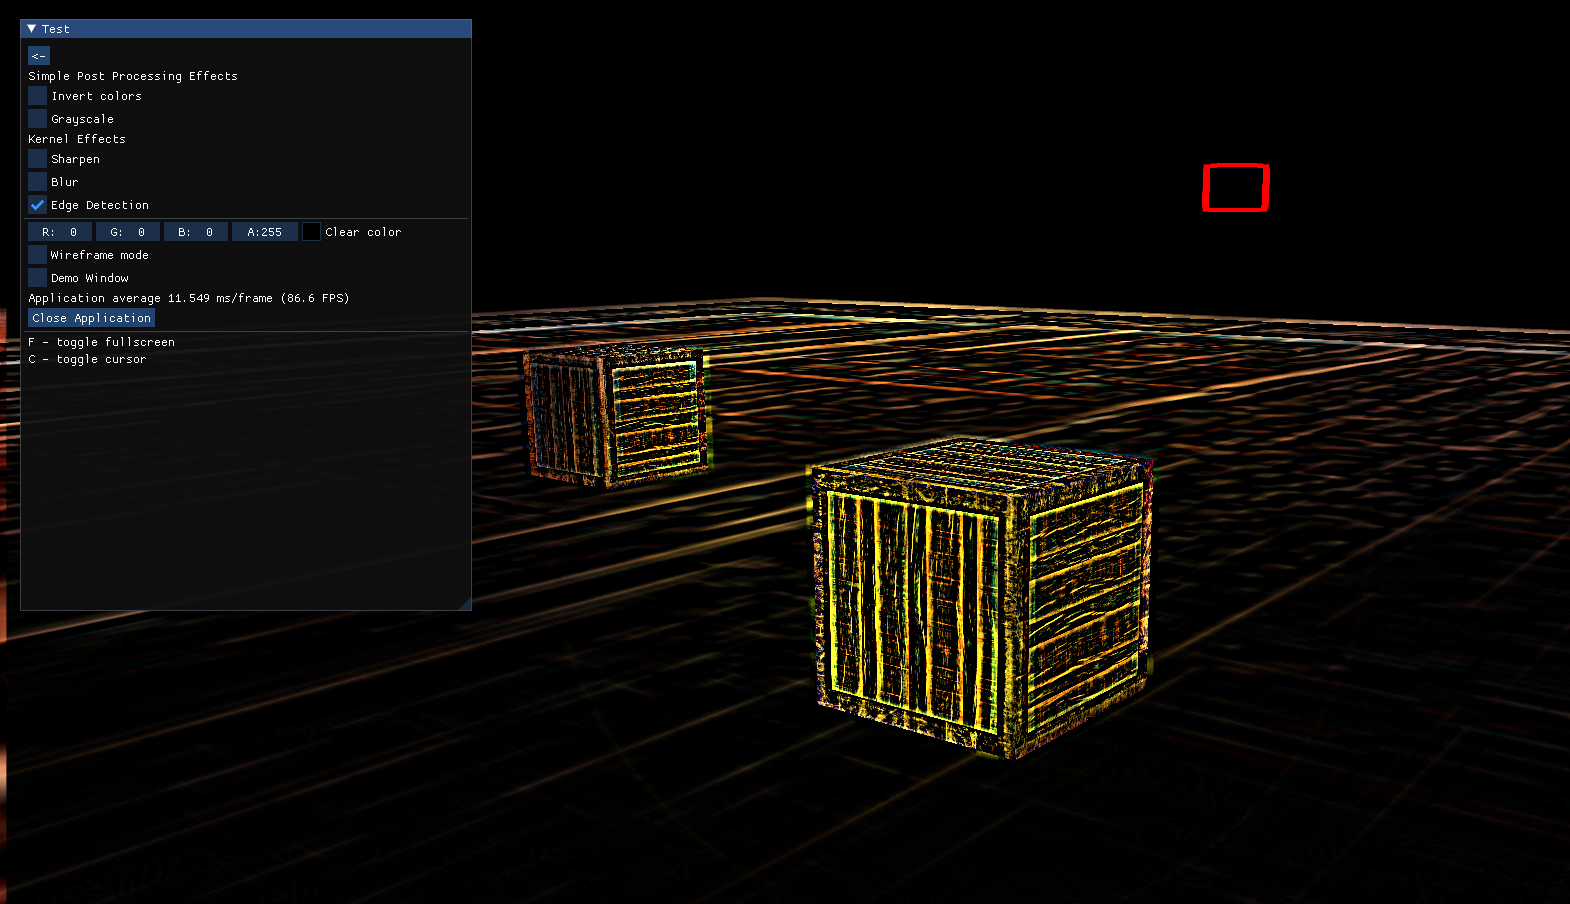 Test
<-
Simple Post Processing Effects
Invert colors
Grayscale
Kernel Effects
Sharpen
Blur
Edge Detection
R: 0 G: 0 B: 0 A:255 Clear color
Wireframe mode
Demo Window
Application average 11.549 ms/frame (86.6 FPS)
Close Application
F - toggle fullscreen
C - toggle cursor